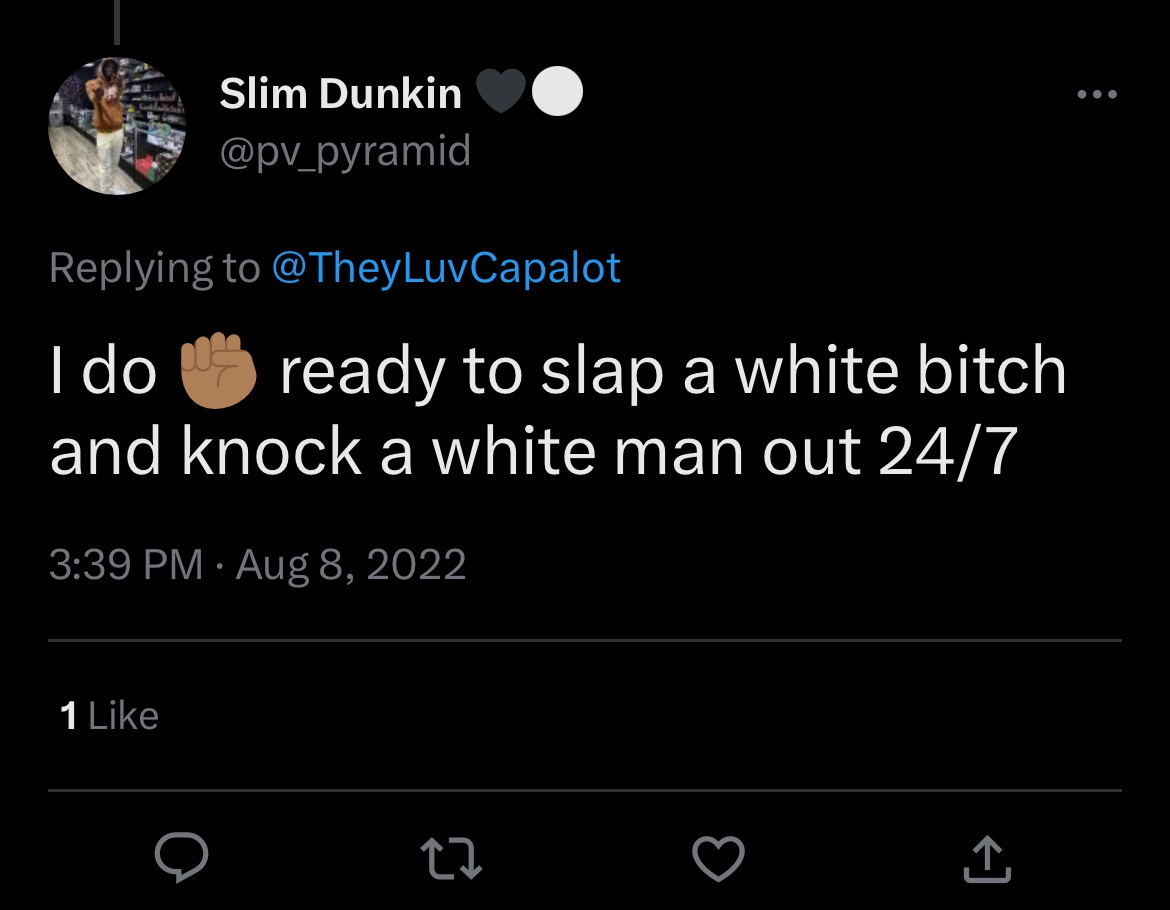 Slim Dunkin 🖤⚪
@pv_pyramid
Replying to @TheyLuvCapalot
I do ✊🏽 ready to slap a white bitch
and knock a white man out 24/7
3:39 PM · Aug 8, 2022
1 Like